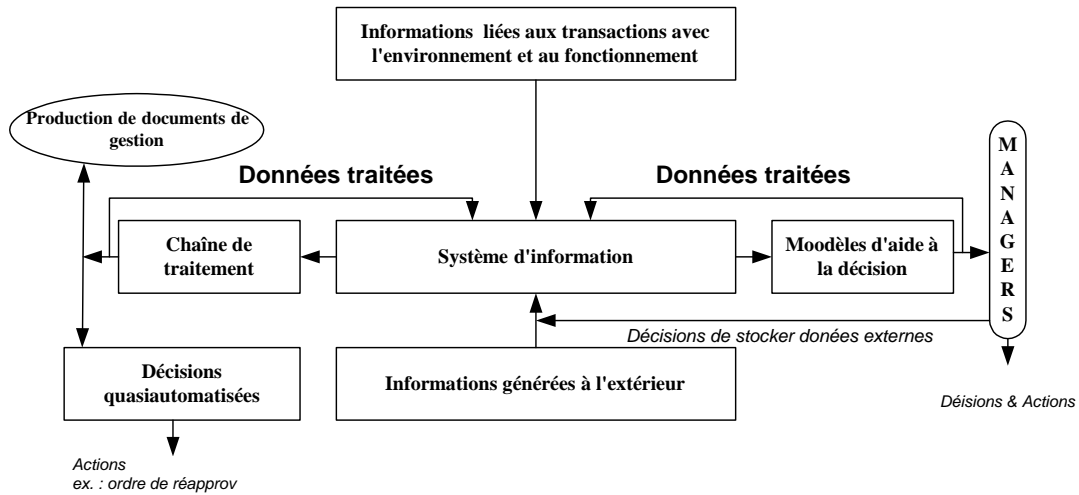 Informations liées aux transactions avec
l'environnement et au fonctionnement
Production de documents de
gestion
MANAGERS
Données traitées
Données traitées
Chaîne de
traitement
Système d'information
Moodèles d'aide à
la décision
Décisions de stocker donées externes
Décisions
quasiautomatisées
Informations générées à l'extérieur
Déisions & Actions
Actions
ex. : ordre de réapprov